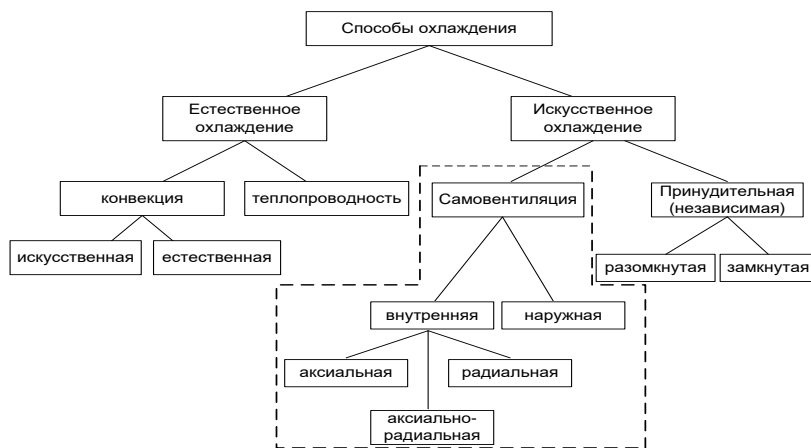 Способы охлаждения
Естественное
охлаждение
Искусственное
охлаждение
конвекция
теплопроводность
Самовентиляция
Принудительная
(независимая)
искусственная
естественная
разомкнутая
замкнутая
внутренняя
наружная
аксиальная
радиальная
аксиально-
радиальная